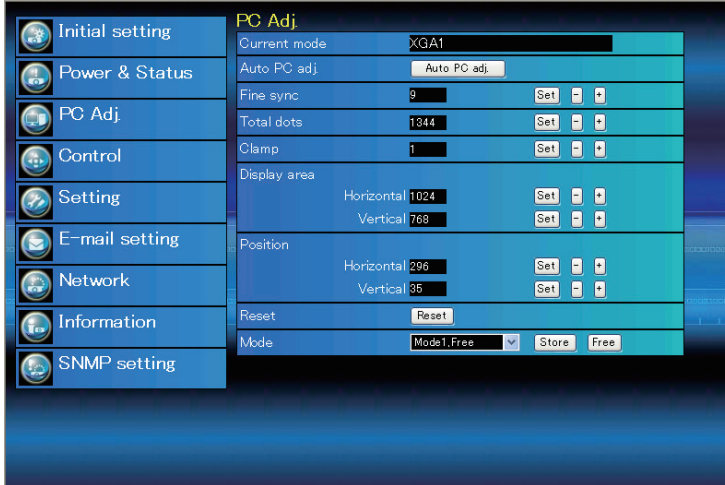 Initial setting
Power & Status
PC Adj.
Control
Setting
E-mail setting
Network
Information
SNMP setting
PC Adj.
Current mode XGA1
Auto PC adj. Auto PC adj.
Fine sync 9 Set - +
Total dots 1344 Set - +
Clamp 1 Set - +
Display area
Horizontal 1024 Set - +
Vertical 768 Set - +
Position
Horizontal 296 Set - +
Vertical 35 Set - +
Reset Reset
Mode Mode1,Free Store Free